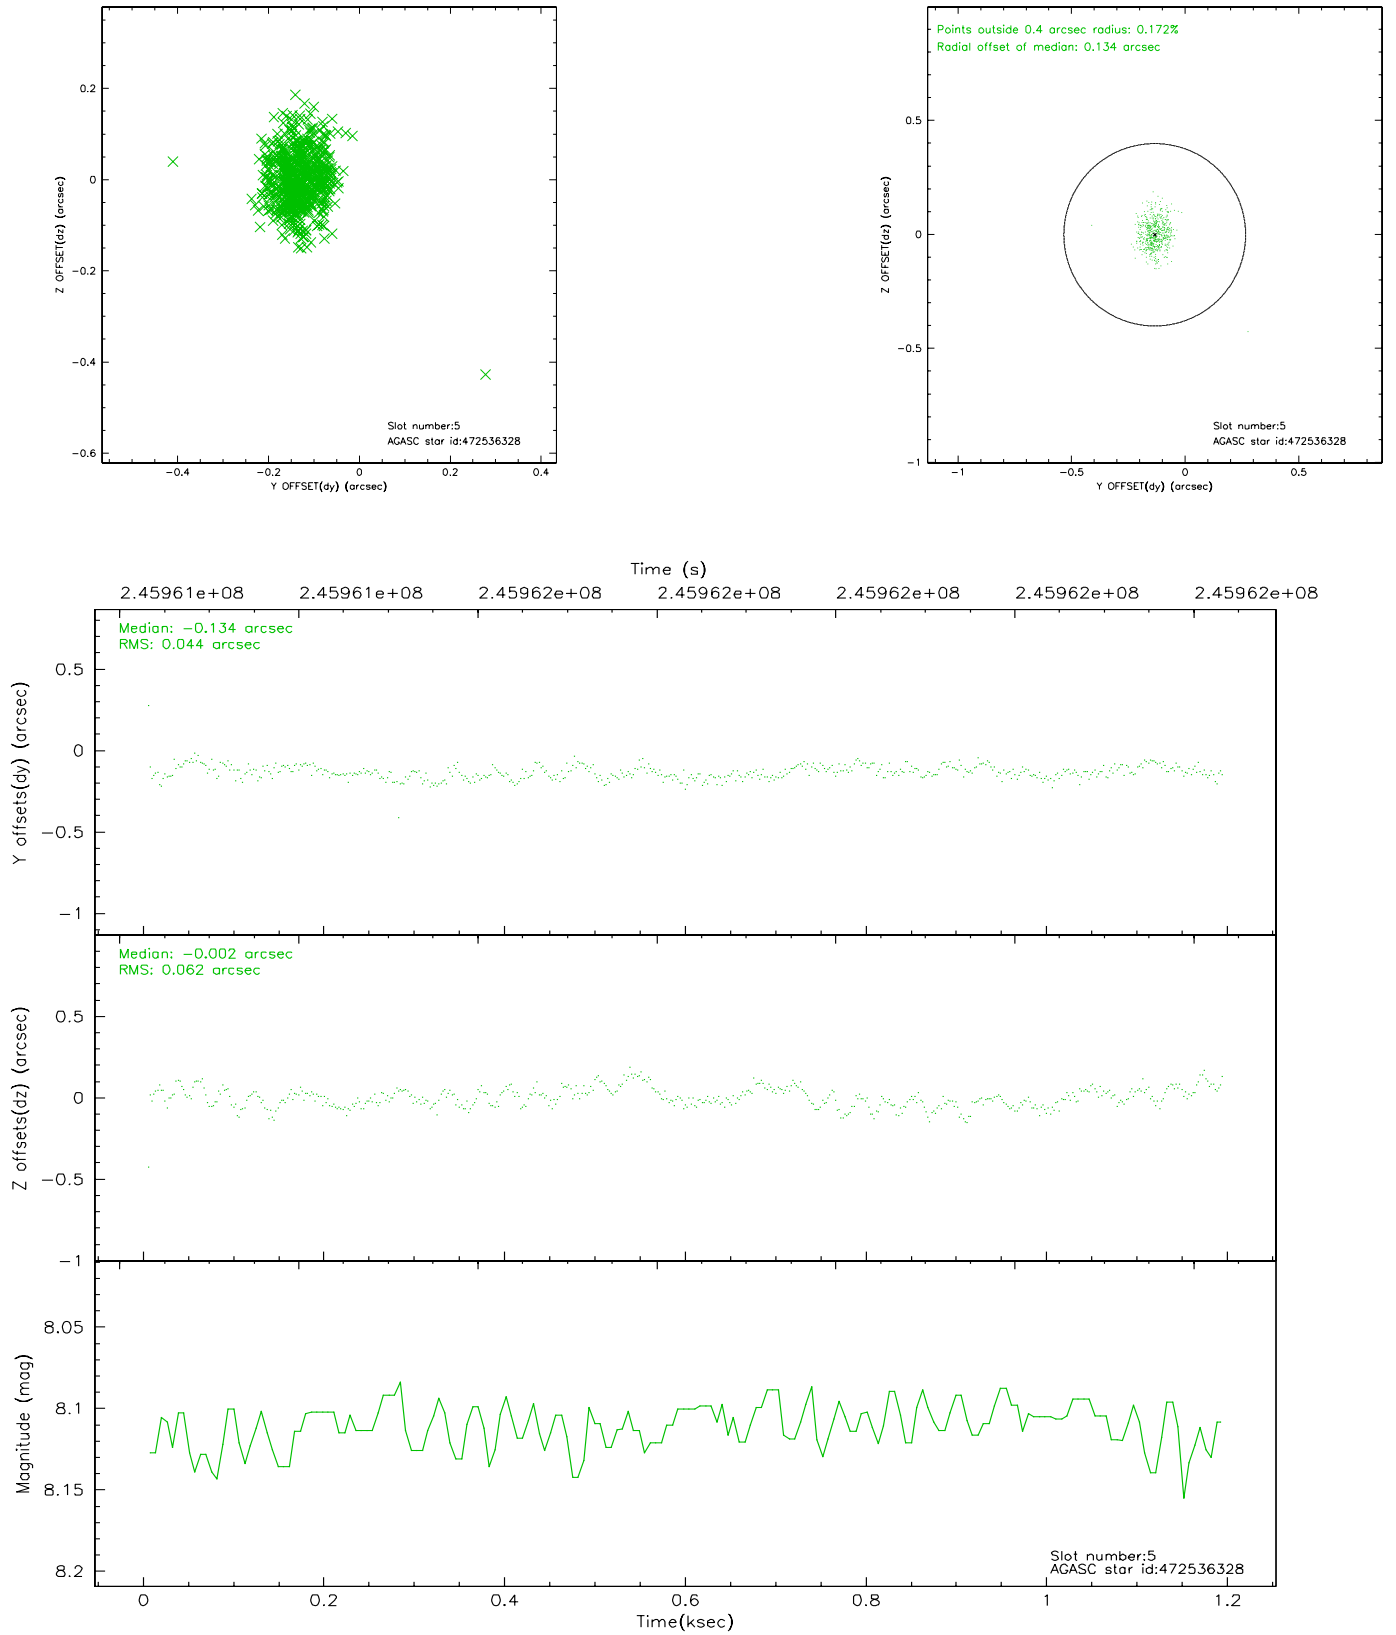 0.2
0
−0.2
−0.4
−0.6
Z OFFSET(dz) (arcsec)
Slot number:5
AGASC star id:472536328
−0.4 −0.2 0 0.2 0.4
Y OFFSET(dy) (arcsec)
Points outside 0.4 arcsec radius: 0.172%
Radial offset of median: 0.134 arcsec
0.5
0
−0.5
−1
Z OFFSET(dz) (arcsec)
Slot number:5
AGASC star id:472536328
−1 −0.5 0 0.5
Y OFFSET(dy) (arcsec)
Time (s)
2.45961e+08 2.45961e+08 2.45962e+08 2.45962e+08 2.45962e+08 2.45962e+08 2.45962e+08
Median: −0.134 arcsec
RMS: 0.044 arcsec
0.5
0
−0.5
−1
Y offsets(dy) (arcsec)
Median: −0.002 arcsec
RMS: 0.062 arcsec
0.5
0
−0.5
−1
Z offsets(dz) (arcsec)
8.05
8.1
8.15
8.2
Magnitude (mag)
Slot number:5
AGASC star id:472536328
0 0.2 0.4 0.6 0.8 1 1.2
Time(ksec)